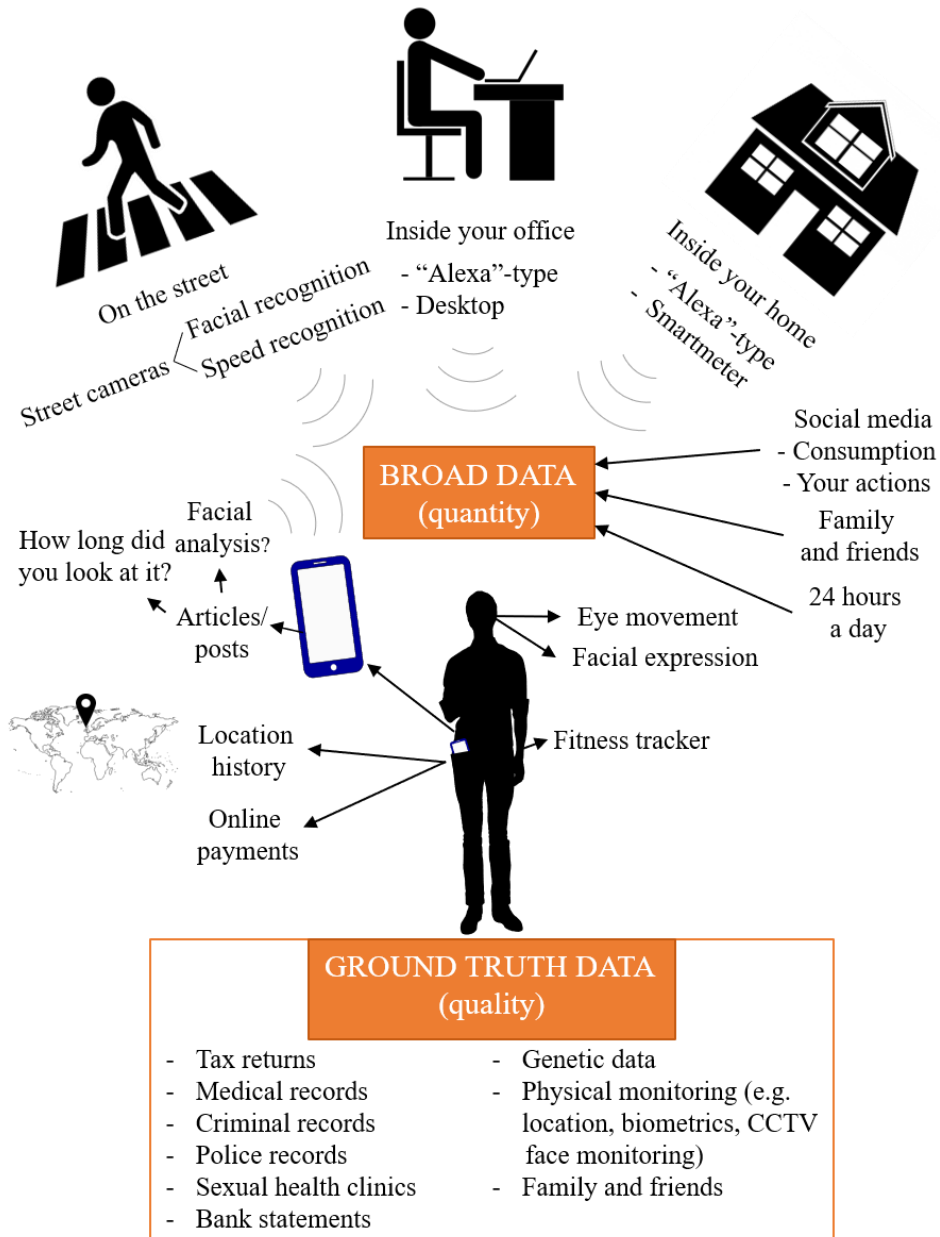 On the street
Street cameras
Facial recognition
Speed recognition
Inside your office
- “Alexa”-type
- Desktop
Inside your home
- “Alexa”-type
- Smartmeter
BROAD DATA
(quantity)
Social media
- Consumption
- Your actions
Family
and friends
24 hours
a day
Facial
analysis?
How long did
you look at it?
Articles/
posts
Eye movement
Facial expression
Location
history
Fitness tracker
Online
payments
GROUND TRUTH DATA
(quality)
- Tax returns
- Medical records
- Criminal records
- Police records
- Sexual health clinics
- Bank statements
- Genetic data
- Physical monitoring (e.g.
location, biometrics, CCTV
face monitoring)
- Family and friends